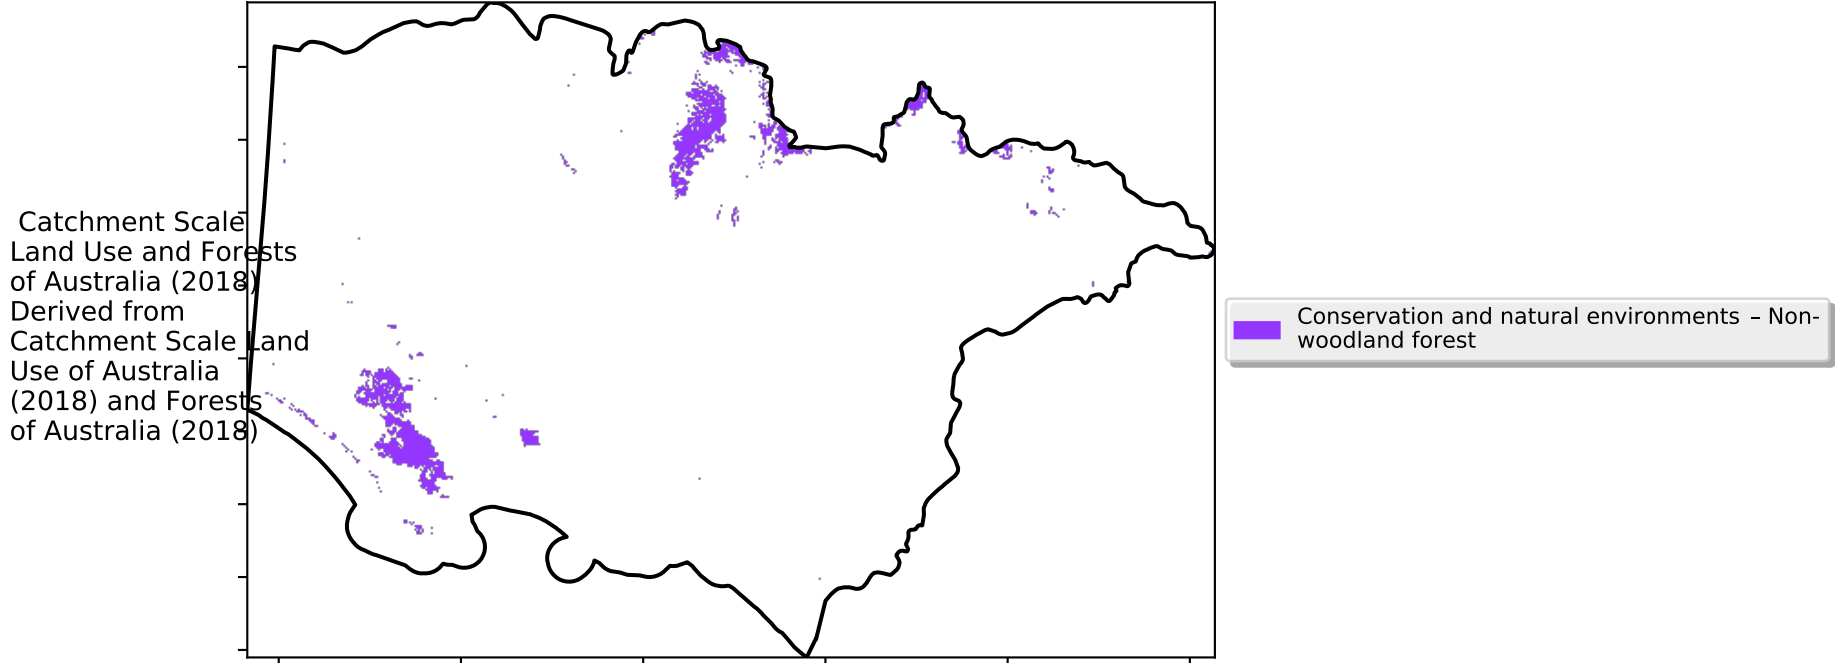 Catchment Scale
Land Use and Forests
of Australia (2018)
Derived from
Catchment Scale Land
Use of Australia
(2018) and Forests
of Australia (2018)
Conservation and natural environments – Non-
woodland forest